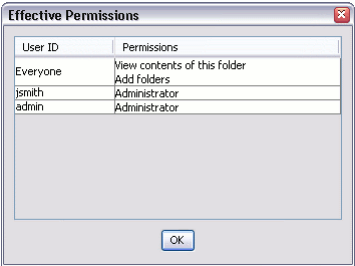 Effective Permissions
User ID Permissions
Everyone View contents of this folder
Add folders
jsmith Administrator
admin Administrator
OK